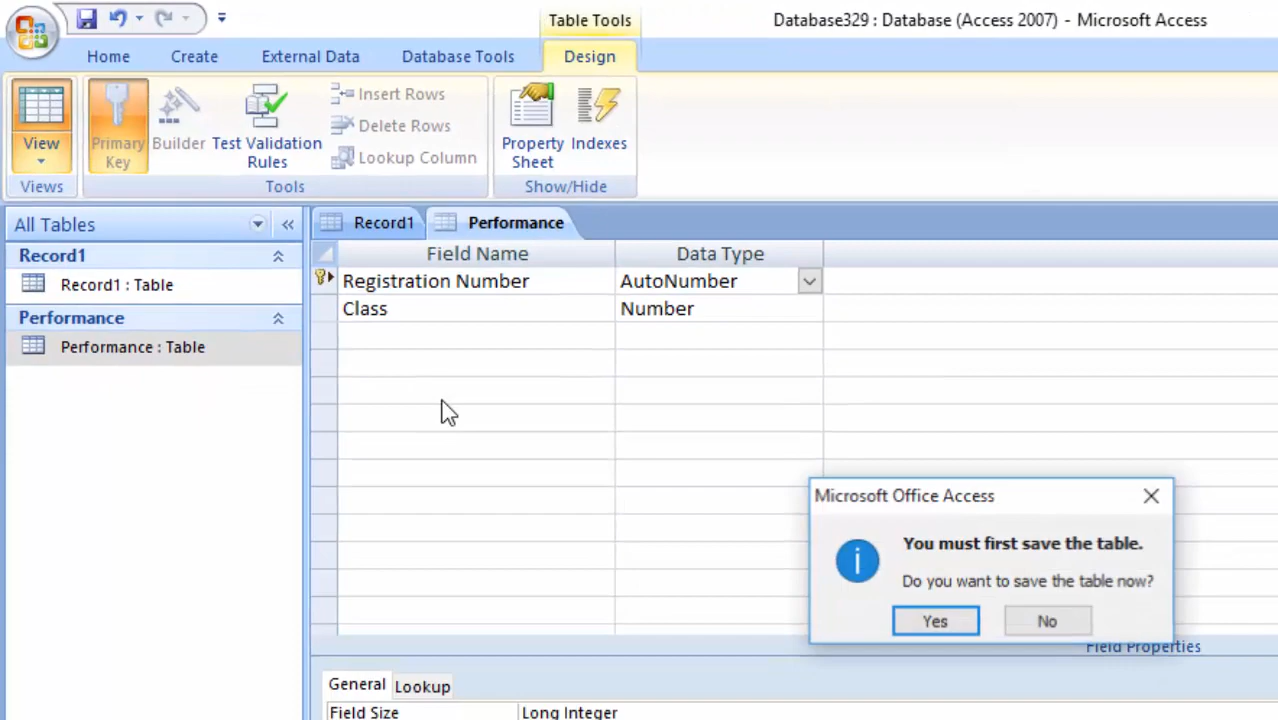 Table Tools
Database329 : Database (Access 2007) - Microsoft Access
Home
Create
External Data
Database Tools
Design
View
Primary
Key
Builder
Test Validation
Rules
Insert Rows
Delete Rows
Lookup Column
Property
Sheet
Indexes
Views
Tools
Show/Hide
All Tables
«
Record1
Performance
Record1
Record1 : Table
Performance
Performance : Table
Field Name
Data Type
Registration Number
AutoNumber
Class
Number
Microsoft Office Access
You must first save the table.
Do you want to save the table now?
Yes
No
Field Properties
General
Lookup
Field Size
Long Integer